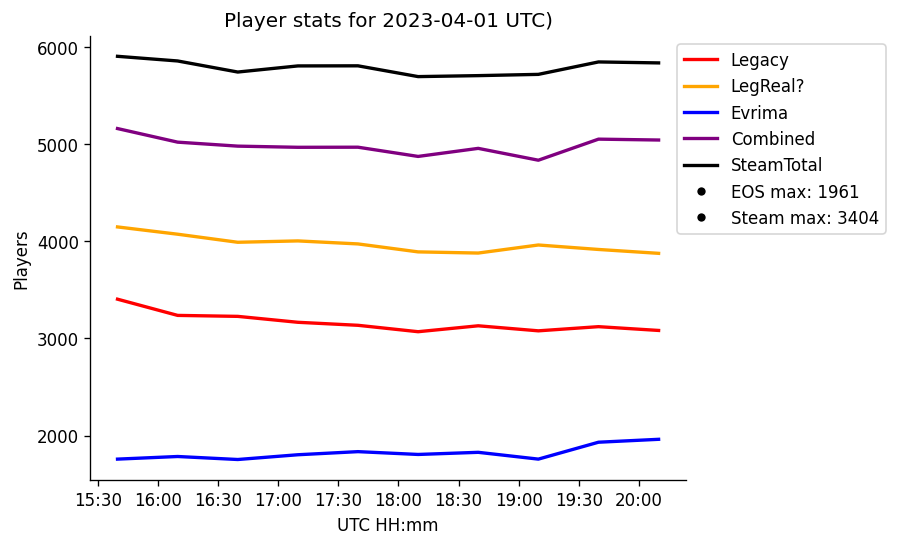 Player stats for 2023-04-01 UTC)
6000
5000
4000
3000
2000
Players
15:30 16:00 16:30 17:00 17:30 18:00 18:30 19:00 19:30 20:00
UTC HH:mm
Legacy
LegReal?
Evrima
Combined
SteamTotal
EOS max: 1961
Steam max: 3404